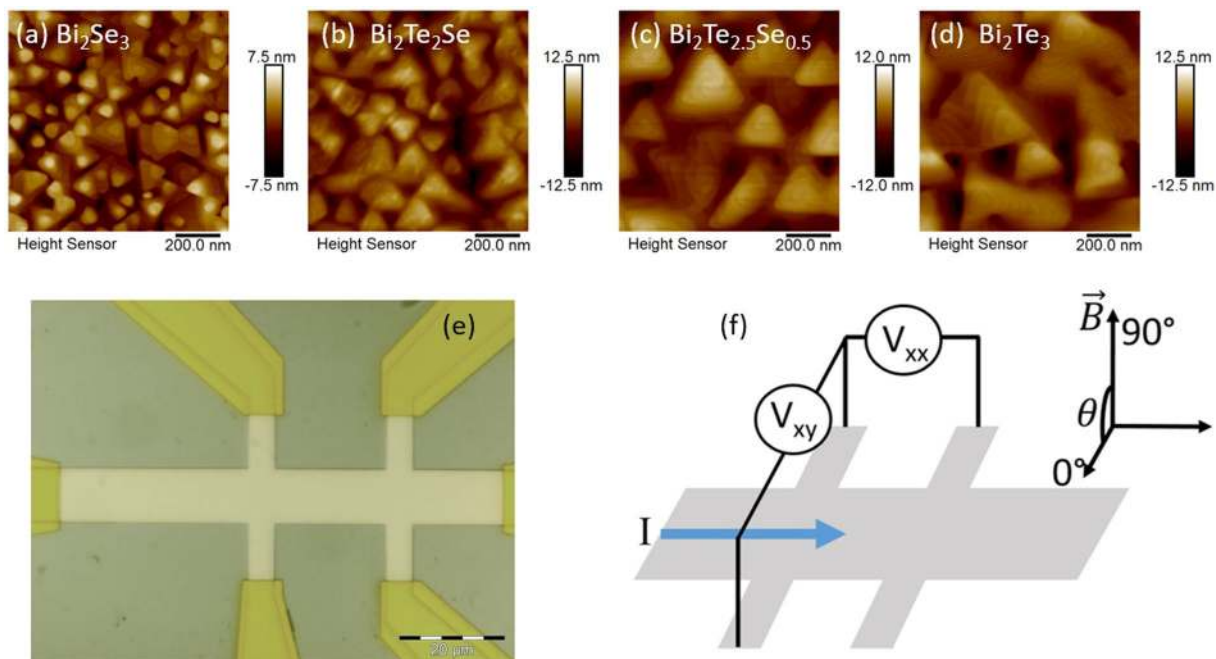 (a) Bi₂Se₃
7.5 nm
-7.5 nm
Height Sensor
200.0 nm
(b) Bi₂Te₂Se
12.5 nm
-12.5 nm
Height Sensor
200.0 nm
(c) Bi₂Te₂.₅Se₀.₅
12.0 nm
-12.0 nm
Height Sensor
200.0 nm
(d) Bi₂Te₃
12.5 nm
-12.5 nm
Height Sensor
200.0 nm
(e)
20 µm
(f)
Vxx
Vxy
I
B⃗
90°
θ
0°